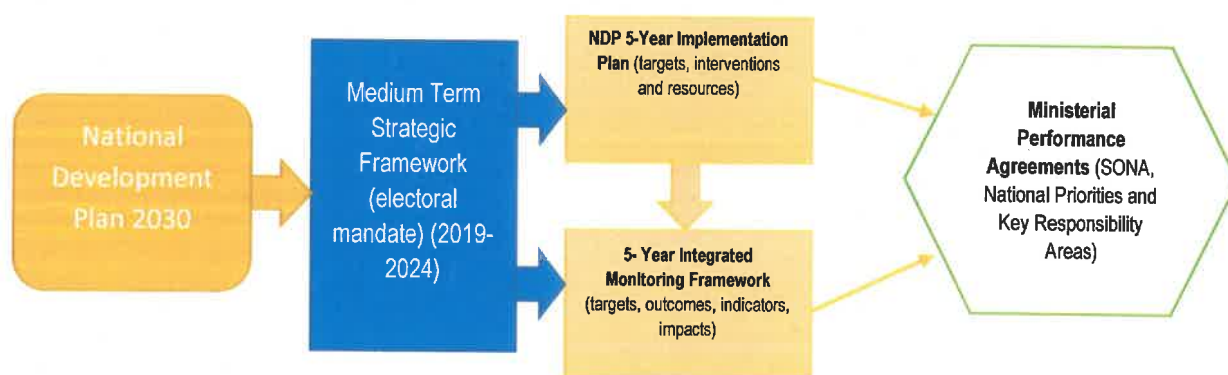 National
Development
Plan 2030
Medium Term
Strategic
Framework
(electoral
mandate) (2019-
2024)
NDP 5-Year Implementation
Plan (targets, interventions
and resources)
5- Year Integrated
Monitoring Framework
(targets, outcomes, indicators,
impacts)
Ministerial
Performance
Agreements (SONA,
National Priorities and
Key Responsibility
Areas)